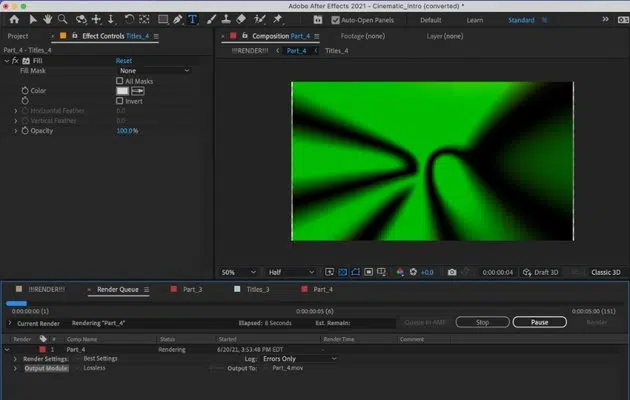 Adobe After Effects 2021 - Cinematic_Intro (converted) *
Auto-Open Panels Default Learn Standard
Project Effect Controls Titles_4 Composition Part_4 Footage (none) Layer (none)
Part_4 - Titles_4 !!!!RENDER!!!! Part_4 Titles_4
fx Fill Reset
Fill Mask None
All Masks
Color
Invert
Horizontal Feather 0.0
Vertical Feather 0.0
Opacity 100.0%
50% Half +0.0 0:00:00:04 Draft 3D Classic 3D
!!!!RENDER!!!! Render Queue Part_3 Titles_3 Part_4
0:00:00:00 (1) 0:00:00:05 (6) 0:00:05:00 (151)
Current Render Rendering "Part_4" Elapsed: 6 Seconds Est. Remain: Queue in AME Stop Pause Render
Render # Comp Name Status Started Render Time Comment
1 Part_4 Rendering 6/20/21, 3:53:48 PM EDT
Render Settings: Best Settings Log: Errors Only
Output Module: Lossless Output To: Part_4.mov